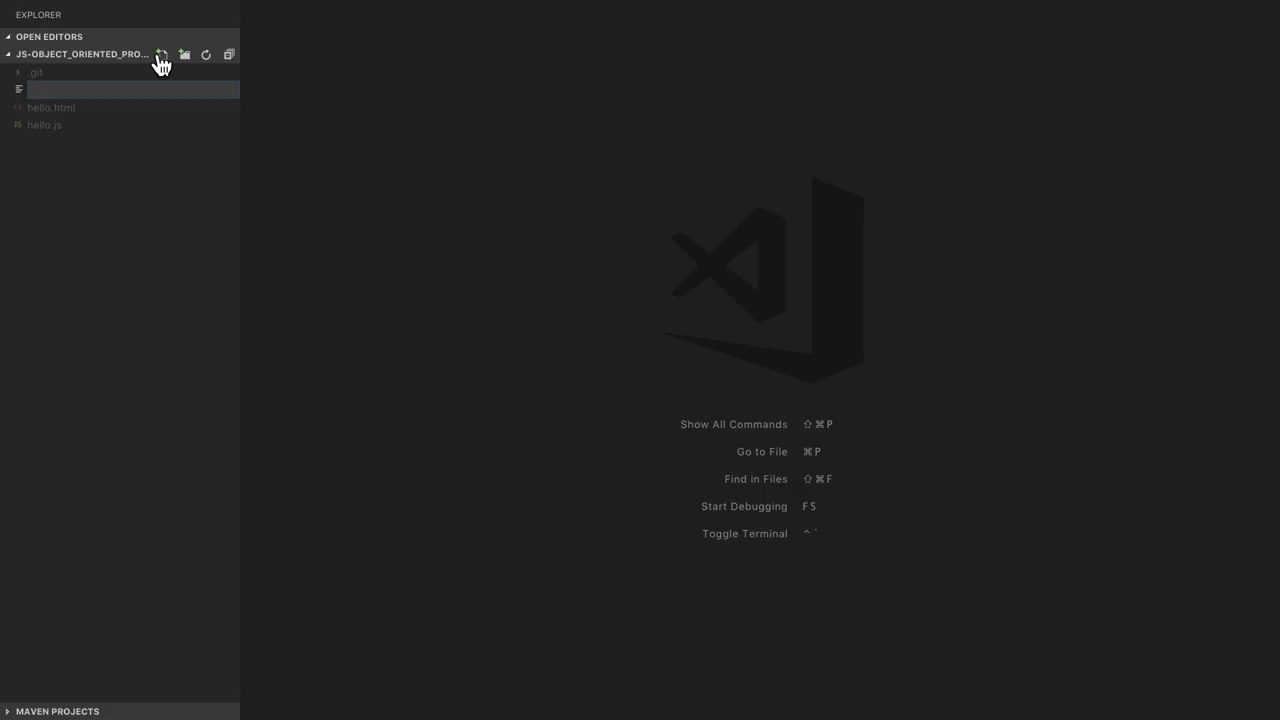 EXPLORER
OPEN EDITORS
JS-OBJECT_ORIENTED_PRO...
.git
hello.html
JS hello.js
Show All Commands ⇧⌘P
Go to File ⌘P
Find in Files ⇧⌘F
Start Debugging F5
Toggle Terminal ⌃`
MAVEN PROJECTS